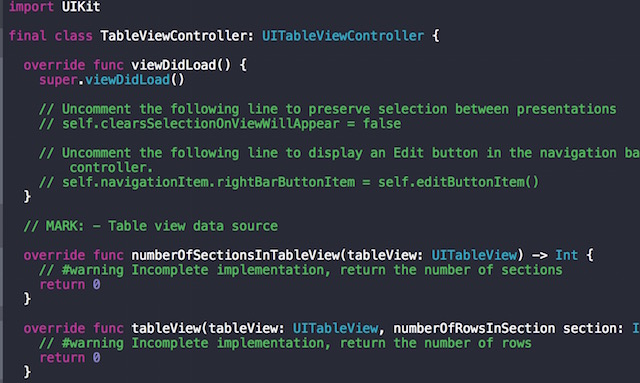 import UIKit
final class TableViewController: UITableViewController {
override func viewDidLoad() {
super.viewDidLoad()
// Uncomment the following line to preserve selection between presentations
// self.clearsSelectionOnViewWillAppear = false
// Uncomment the following line to display an Edit button in the navigation
controller.
// self.navigationItem.rightBarButtonItem = self.editButtonItem()
}
// MARK: - Table view data source
override func numberOfSectionsInTableView(tableView: UITableView) -> Int {
// #warning Incomplete implementation, return the number of sections
return 0
}
override func tableView(tableView: UITableView, numberOfRowsInSection section:
// #warning Incomplete implementation, return the number of rows
return 0
}